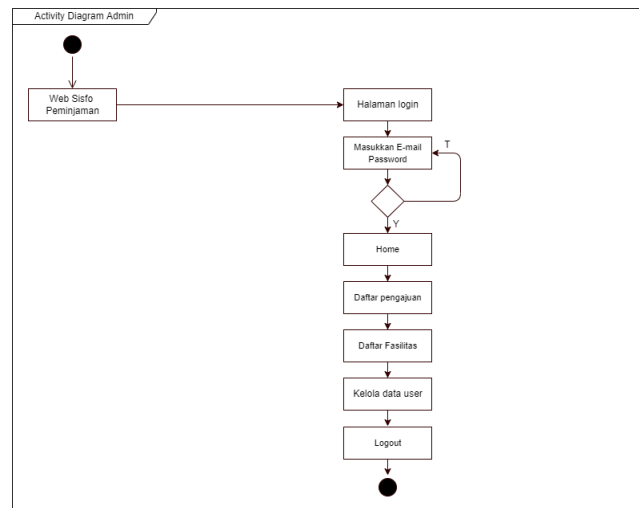 Activity Diagram Admin
Web Sisfo
Peminjaman
Halaman login
Masukkan E-mail
Password
T
Y
Home
Daftar pengajuan
Daftar Fasilitas
Kelola data user
Logout